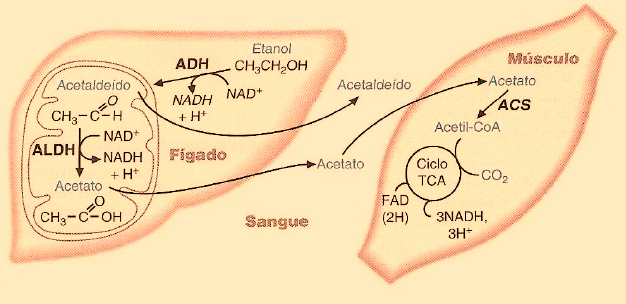 Etanol
ADH
CH₃CH₂OH
NADH
+ H⁺
NAD⁺
Acetaldeído
CH₃–C–H
O
ALDH
NAD⁺
NADH
+ H⁺
Acetato
CH₃–C–OH
O
Fígado
Acetaldeído
Acetato
Sangue
Músculo
Acetato
ACS
Acetil-CoA
Ciclo
TCA
CO₂
FAD
(2H)
3NADH,
3H⁺